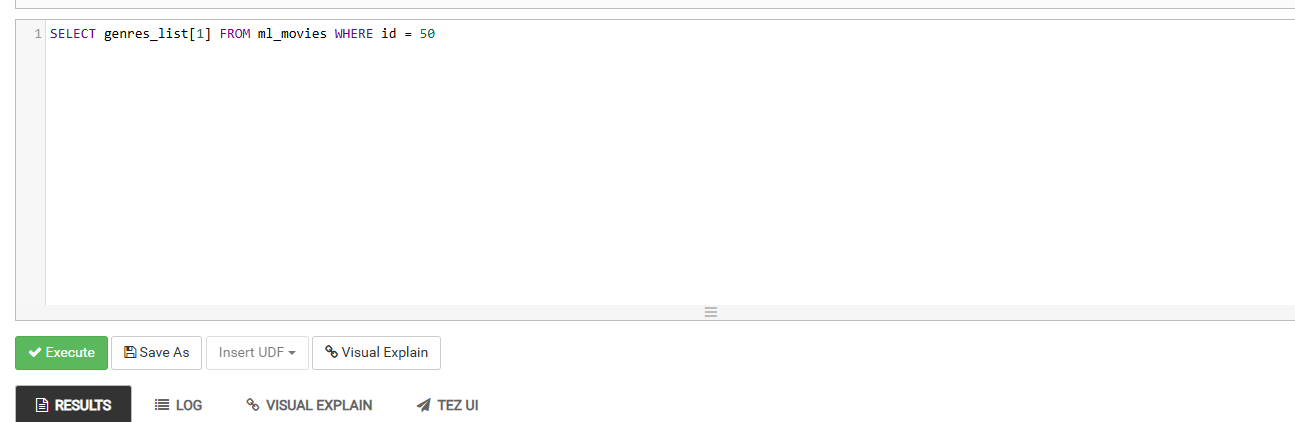 1 SELECT genres_list[1] FROM ml_movies WHERE id = 50
Execute Save As Insert UDF Visual Explain
RESULTS LOG VISUAL EXPLAIN TEZ UI